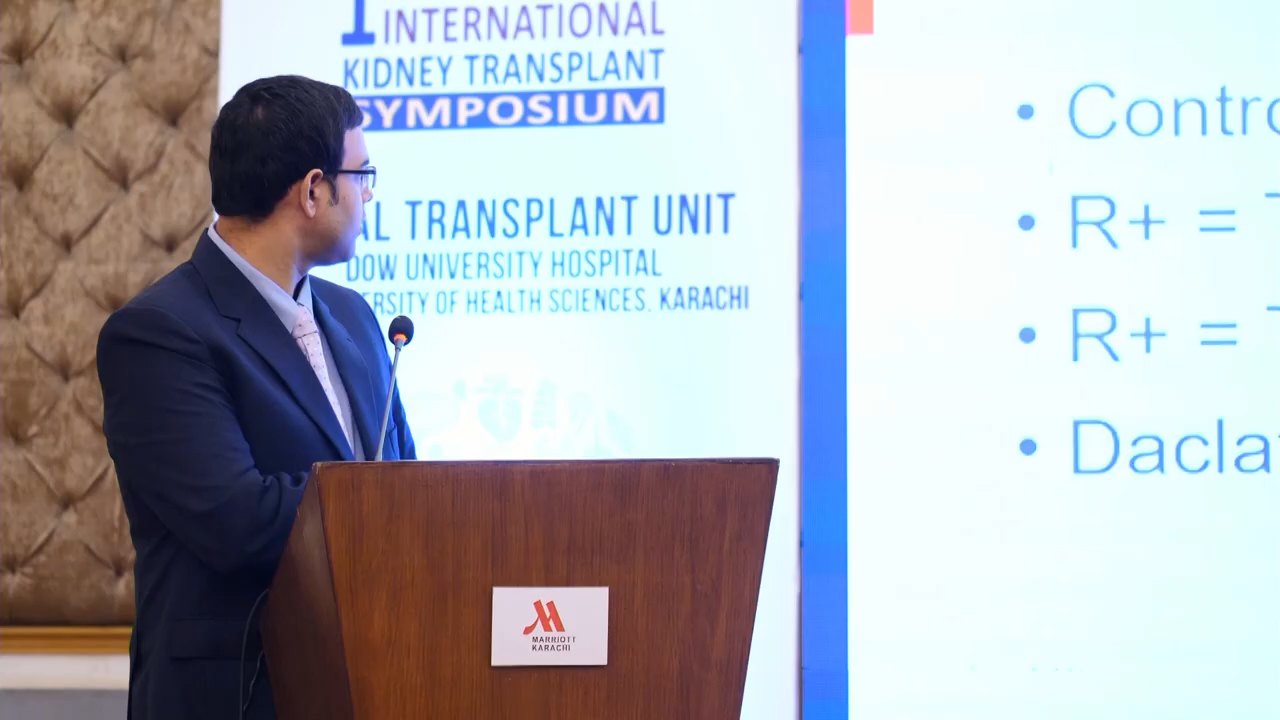 1
INTERNATIONAL
KIDNEY TRANSPLANT
SYMPOSIUM
AL TRANSPLANT UNIT
DOW UNIVERSITY HOSPITAL
ERSITY OF HEALTH SCIENCES, KARACHI
MARRIOTT
KARACHI
• Contro
• R+ =
• R+ =
• Dacla